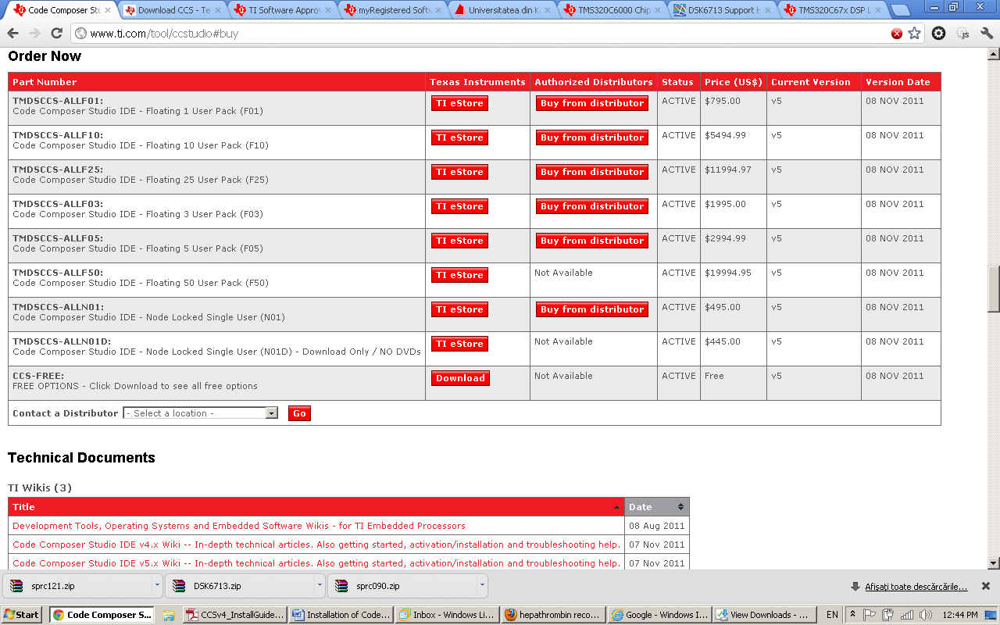 Code Composer Stu
Download CCS - Te
TI Software Approv
myRegistered Softw
Universitatea din K
TMS320C6000 Chip
DSK6713 Support H
TMS320C67x DSP L
www.ti.com/tool/ccstudio#buy
js
Order Now
Part Number Texas Instruments Authorized Distributors Status Price (US$) Current Version Version Date
TMDSCCS-ALLF01:
Code Composer Studio IDE - Floating 1 User Pack (F01)
TI eStore Buy from distributor ACTIVE $795.00 v5 08 NOV 2011
TMDSCCS-ALLF10:
Code Composer Studio IDE - Floating 10 User Pack (F10)
TI eStore Buy from distributor ACTIVE $5494.99 v5 08 NOV 2011
TMDSCCS-ALLF25:
Code Composer Studio IDE - Floating 25 User Pack (F25)
TI eStore Buy from distributor ACTIVE $11994.97 v5 08 NOV 2011
TMDSCCS-ALLF03:
Code Composer Studio IDE - Floating 3 User Pack (F03)
TI eStore Buy from distributor ACTIVE $1995.00 v5 08 NOV 2011
TMDSCCS-ALLF05:
Code Composer Studio IDE - Floating 5 User Pack (F05)
TI eStore Buy from distributor ACTIVE $2994.99 v5 08 NOV 2011
TMDSCCS-ALLF50:
Code Composer Studio IDE - Floating 50 User Pack (F50)
TI eStore Not Available ACTIVE $19994.95 v5 08 NOV 2011
TMDSCCS-ALLN01:
Code Composer Studio IDE - Node Locked Single User (N01)
TI eStore Buy from distributor ACTIVE $495.00 v5 08 NOV 2011
TMDSCCS-ALLN01D:
Code Composer Studio IDE - Node Locked Single User (N01D) - Download Only / NO DVDs
TI eStore Not Available ACTIVE $445.00 v5 08 NOV 2011
CCS-FREE:
FREE OPTIONS - Click Download to see all free options
Download Not Available ACTIVE Free v5 08 NOV 2011
Contact a Distributor - Select a location - Go
Technical Documents
TI Wikis (3)
Title Date
Development Tools, Operating Systems and Embedded Software Wikis - for TI Embedded Processors 08 Aug 2011
Code Composer Studio IDE v4.x Wiki -- In-depth technical articles. Also getting started, activation/installation and troubleshooting help. 07 Nov 2011
Code Composer Studio IDE v5.x Wiki -- In-depth technical articles. Also getting started, activation/installation and troubleshooting help. 07 Nov 2011
sprc121.zip DSK6713.zip sprc090.zip Afișați toate descărcările...
Start Code Composer S... CCSv4_InstallGuide... Installation of Code... Inbox - Windows Li... hepathrombin reco... Google - Windows I... View Downloads - ... EN 12:44 PM